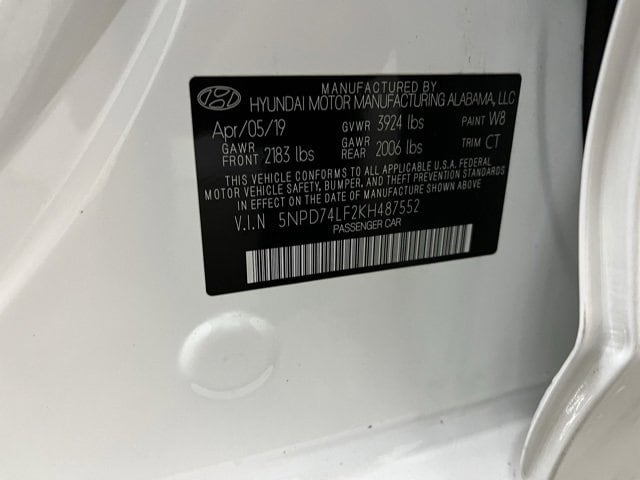 MANUFACTURED BY
HYUNDAI MOTOR MANUFACTURING ALABAMA, LLC
Apr/05/19 GVWR 3924 lbs PAINT W8
GAWR FRONT 2183 lbs GAWR REAR 2006 lbs TRIM CT
THIS VEHICLE CONFORMS TO ALL APPLICABLE U.S.A. FEDERAL
MOTOR VEHICLE SAFETY, BUMPER, AND THEFT PREVENTION STANDARDS
IN EFFECT ON THE DATE OF MANUFACTURE SHOWN ABOVE.
V.I.N 5NPD74LF2KH487552
PASSENGER CAR